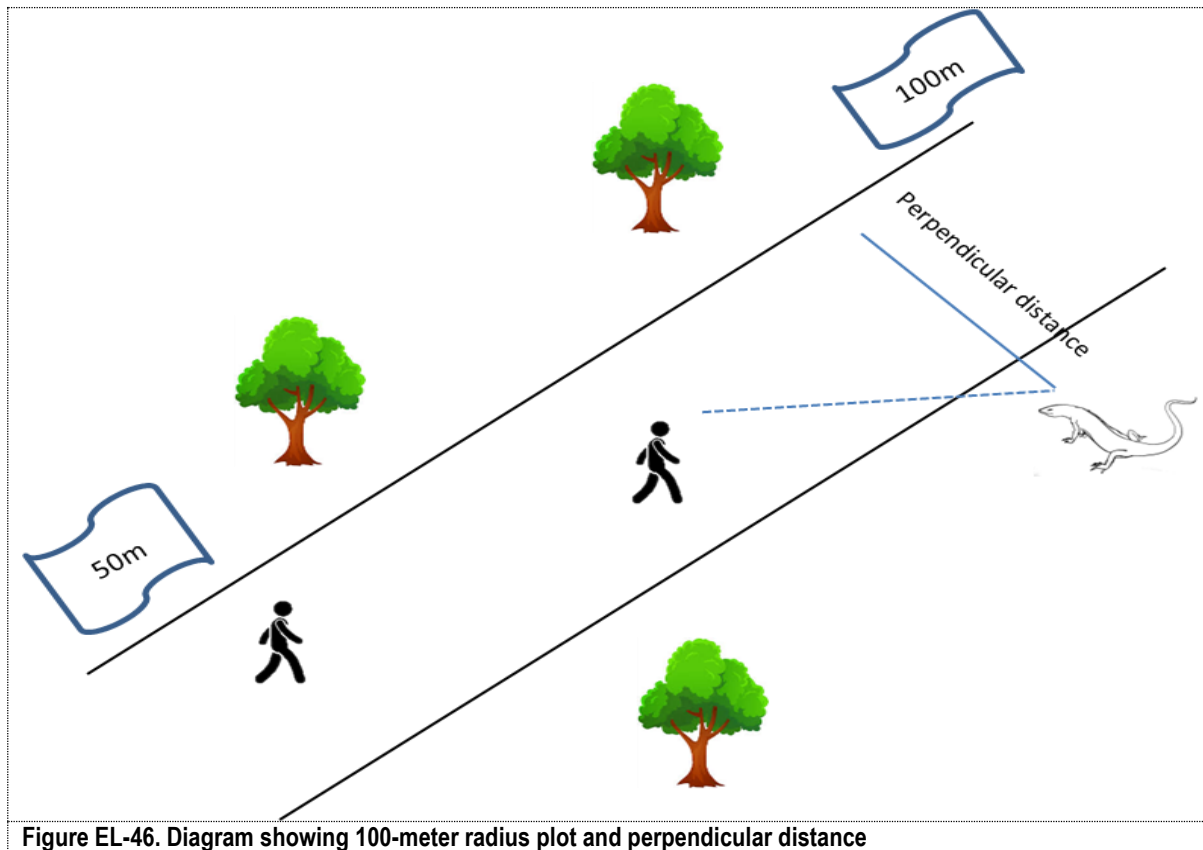 100m
Perpendicular distance
50m
Figure EL-46. Diagram showing 100-meter radius plot and perpendicular distance